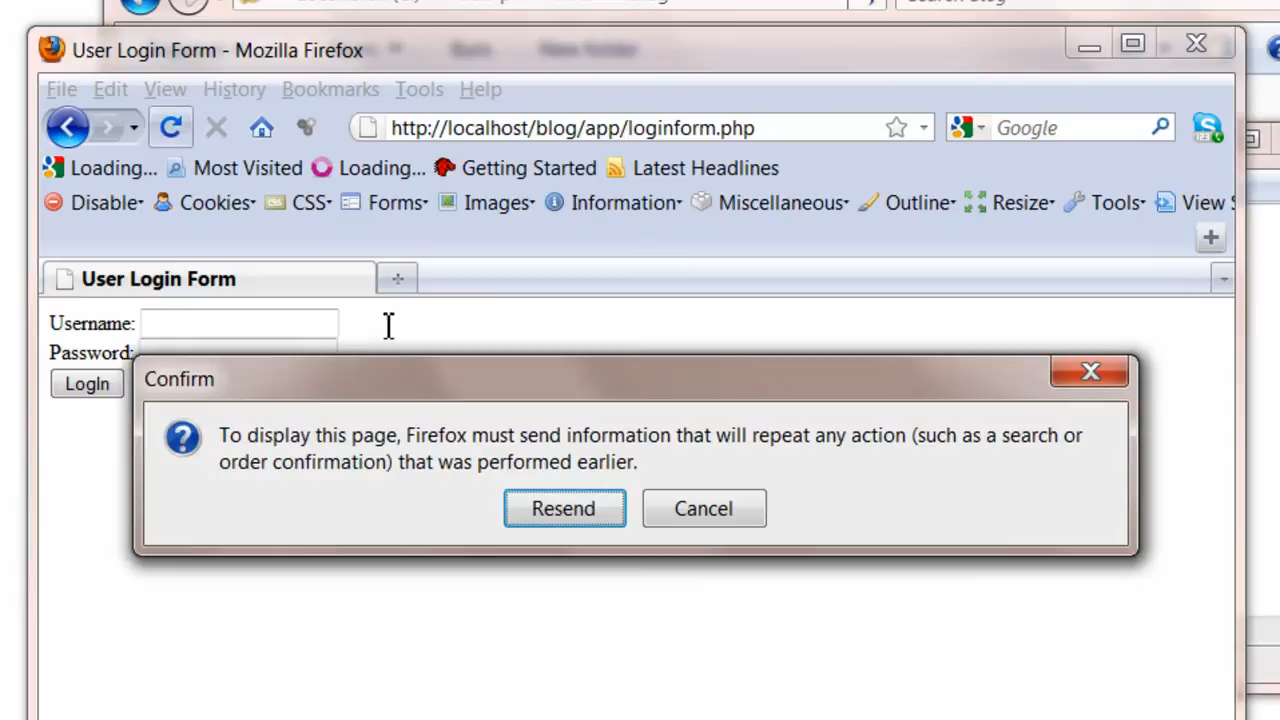 User Login Form - Mozilla Firefox
File Edit View History Bookmarks Tools Help
http://localhost/blog/app/loginform.php Google
Loading... Most Visited Loading... Getting Started Latest Headlines
Disable Cookies CSS Forms Images Information Miscellaneous Outline Resize Tools View
User Login Form
Username:
Password:
LogIn
Confirm
To display this page, Firefox must send information that will repeat any action (such as a search or
order confirmation) that was performed earlier.
Resend Cancel